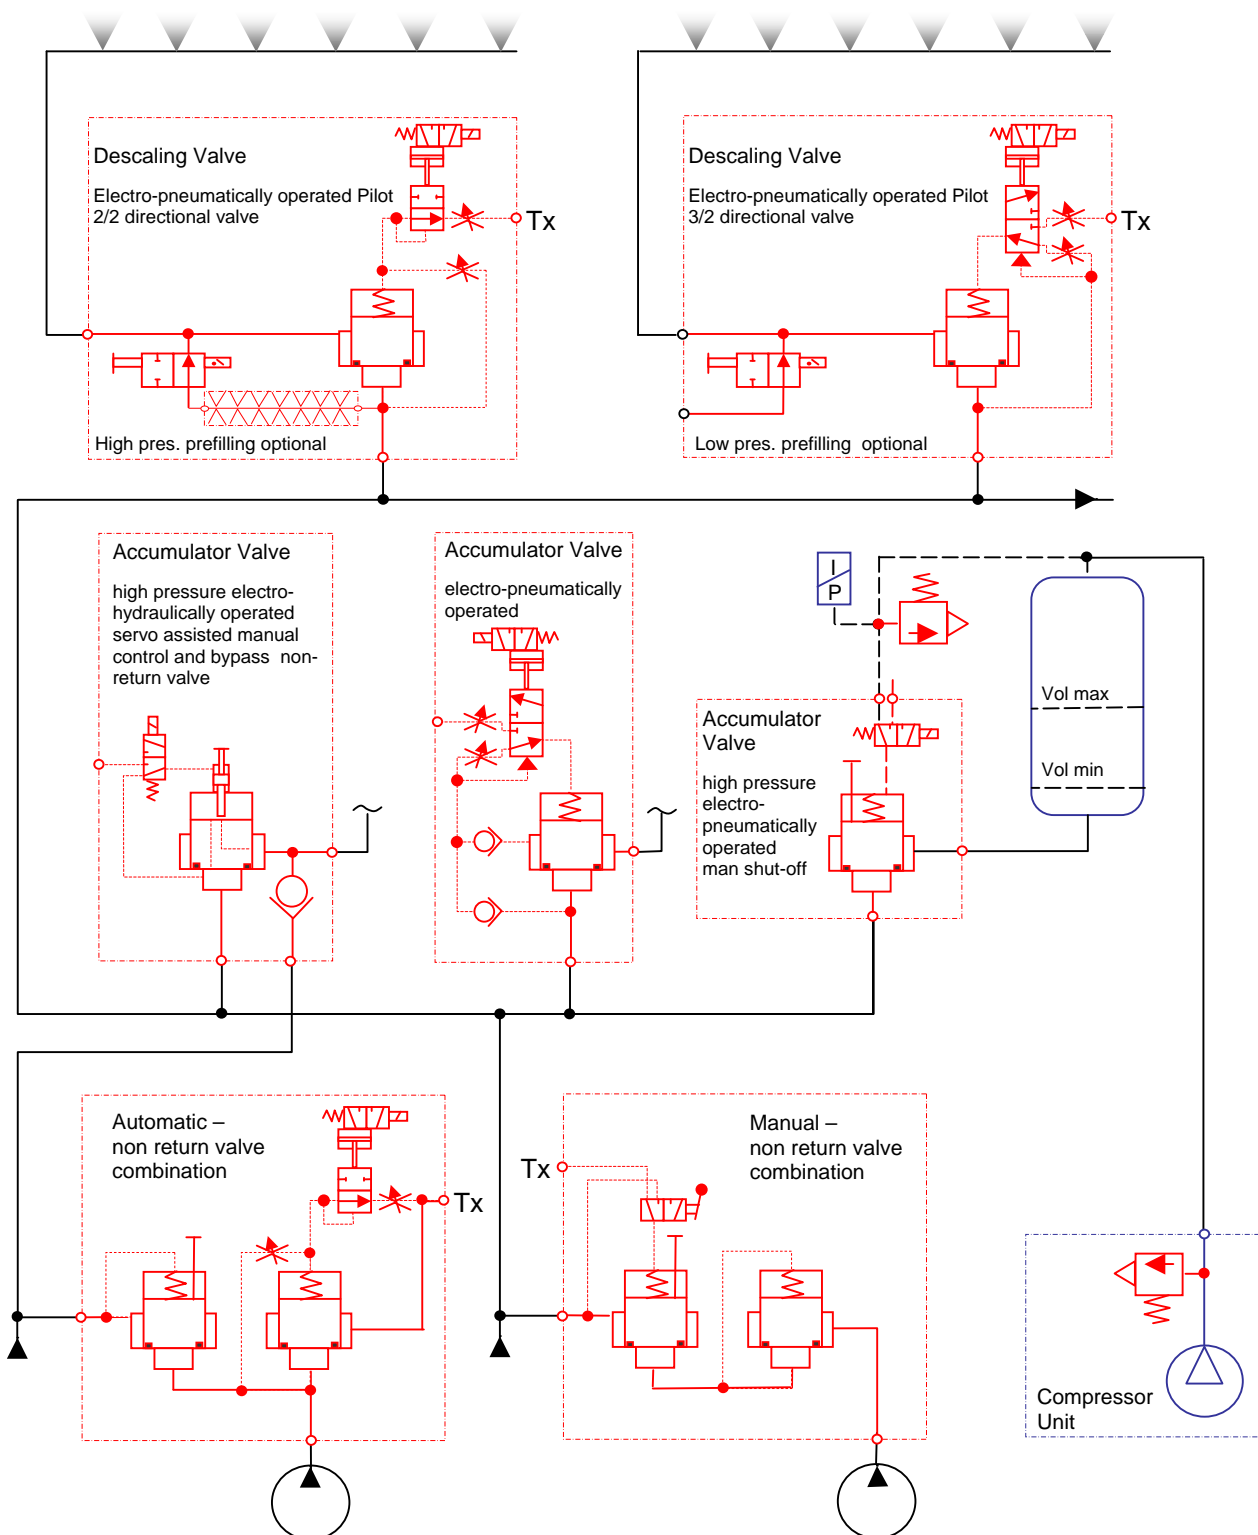 Descaling Valve
Electro-pneumatically operated Pilot
2/2 directional valve
Tx
High pres. prefilling optional
Descaling Valve
Electro-pneumatically operated Pilot
3/2 directional valve
Tx
Low pres. prefilling optional
Accumulator Valve
high pressure electro-
hydraulically operated
servo assisted manual
control and bypass non-
return valve
Accumulator Valve
electro-pneumatically
operated
I
P
Accumulator
Valve
high pressure
electro-
pneumatically
operated
man shut-off
Vol max
Vol min
Automatic –
non return valve
combination
Tx
Manual –
non return valve
combination
Tx
Compressor
Unit